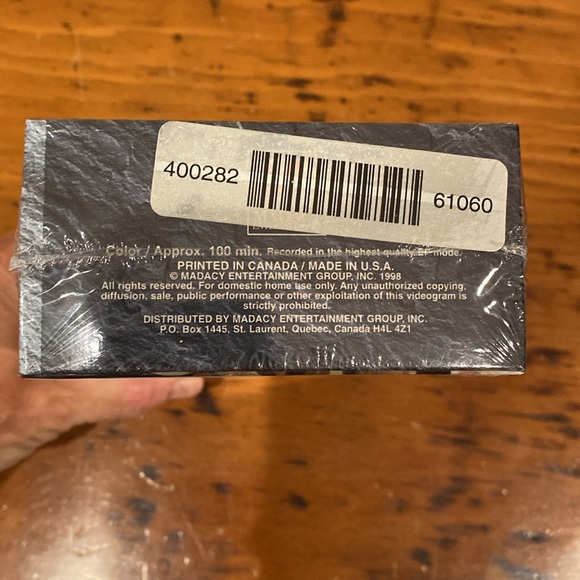 400282
61060
Color / Approx. 100 min. Recorded in the highest quality EP mode.
PRINTED IN CANADA / MADE IN U.S.A.
© MADACY ENTERTAINMENT GROUP, INC. 1998
All rights reserved. For domestic home use only. Any unauthorized copying,
diffusion, sale, public performance or other exploitation of this videogram is
strictly prohibited.
DISTRIBUTED BY MADACY ENTERTAINMENT GROUP, INC.
P.O. Box 1445, St. Laurent, Quebec, Canada H4L 4Z1